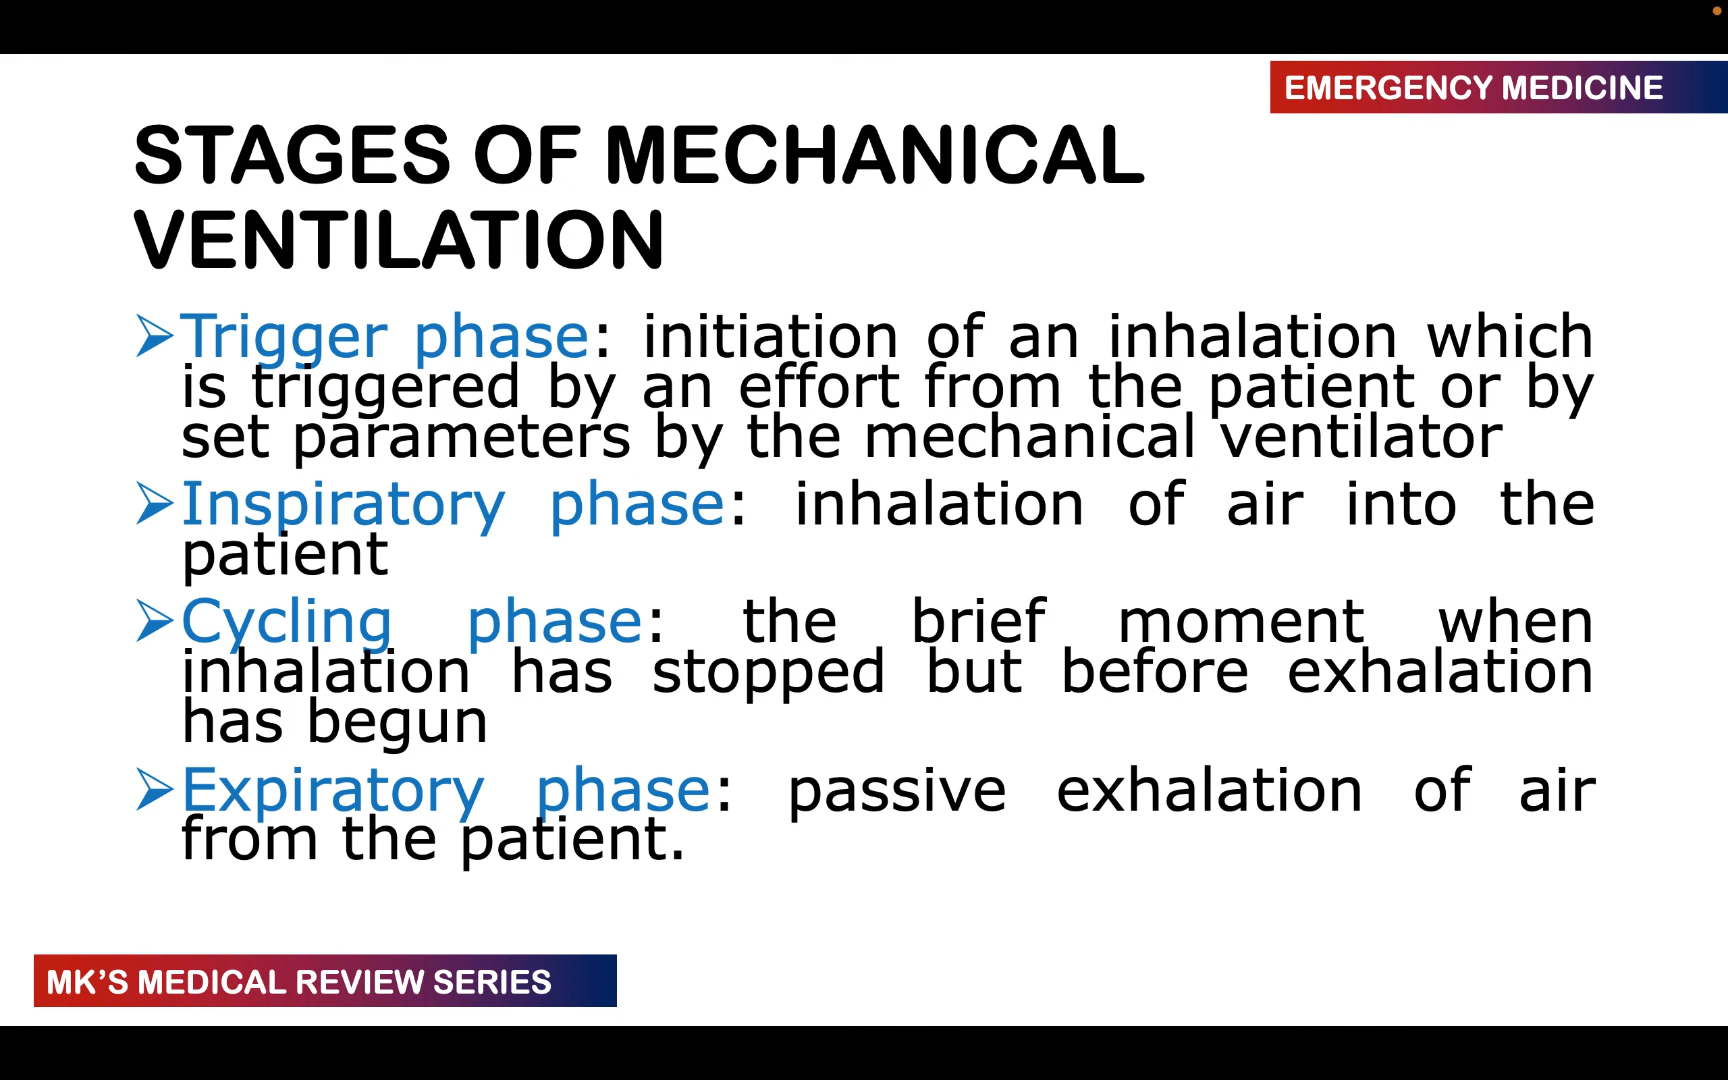 EMERGENCY MEDICINE
STAGES OF MECHANICAL
VENTILATION
Trigger phase: initiation of an inhalation which
is triggered by an effort from the patient or by
set parameters by the mechanical ventilator
Inspiratory phase: inhalation of air into the
patient
Cycling phase: the brief moment when
inhalation has stopped but before exhalation
has begun
Expiratory phase: passive exhalation of air
from the patient.
MK’S MEDICAL REVIEW SERIES